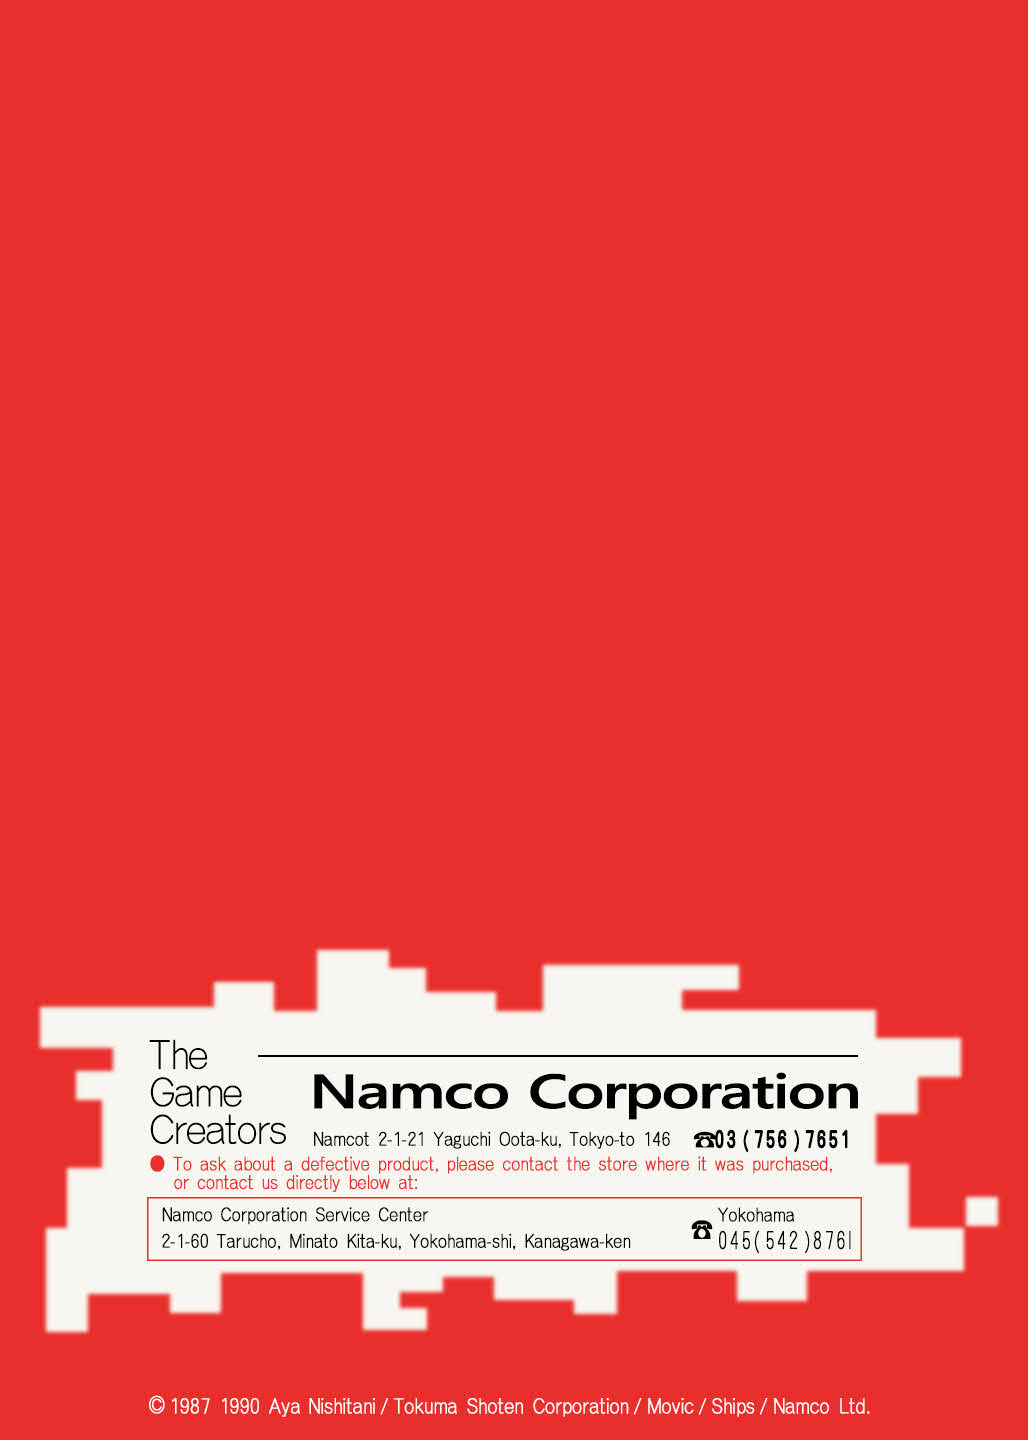 The
Game
Creators
Namco Corporation
Namcot 2-1-21 Yaguchi Oota-ku, Tokyo-to 146 ☎03(756)7651
● To ask about a defective product, please contact the store where it was purchased,
or contact us directly below at:
Namco Corporation Service Center
2-1-60 Tarucho, Minato Kita-ku, Yokohama-shi, Kanagawa-ken
☎ Yokohama
045(542)8761
© 1987 1990 Aya Nishitani / Tokuma Shoten Corporation / Movic / Ships / Namco Ltd.